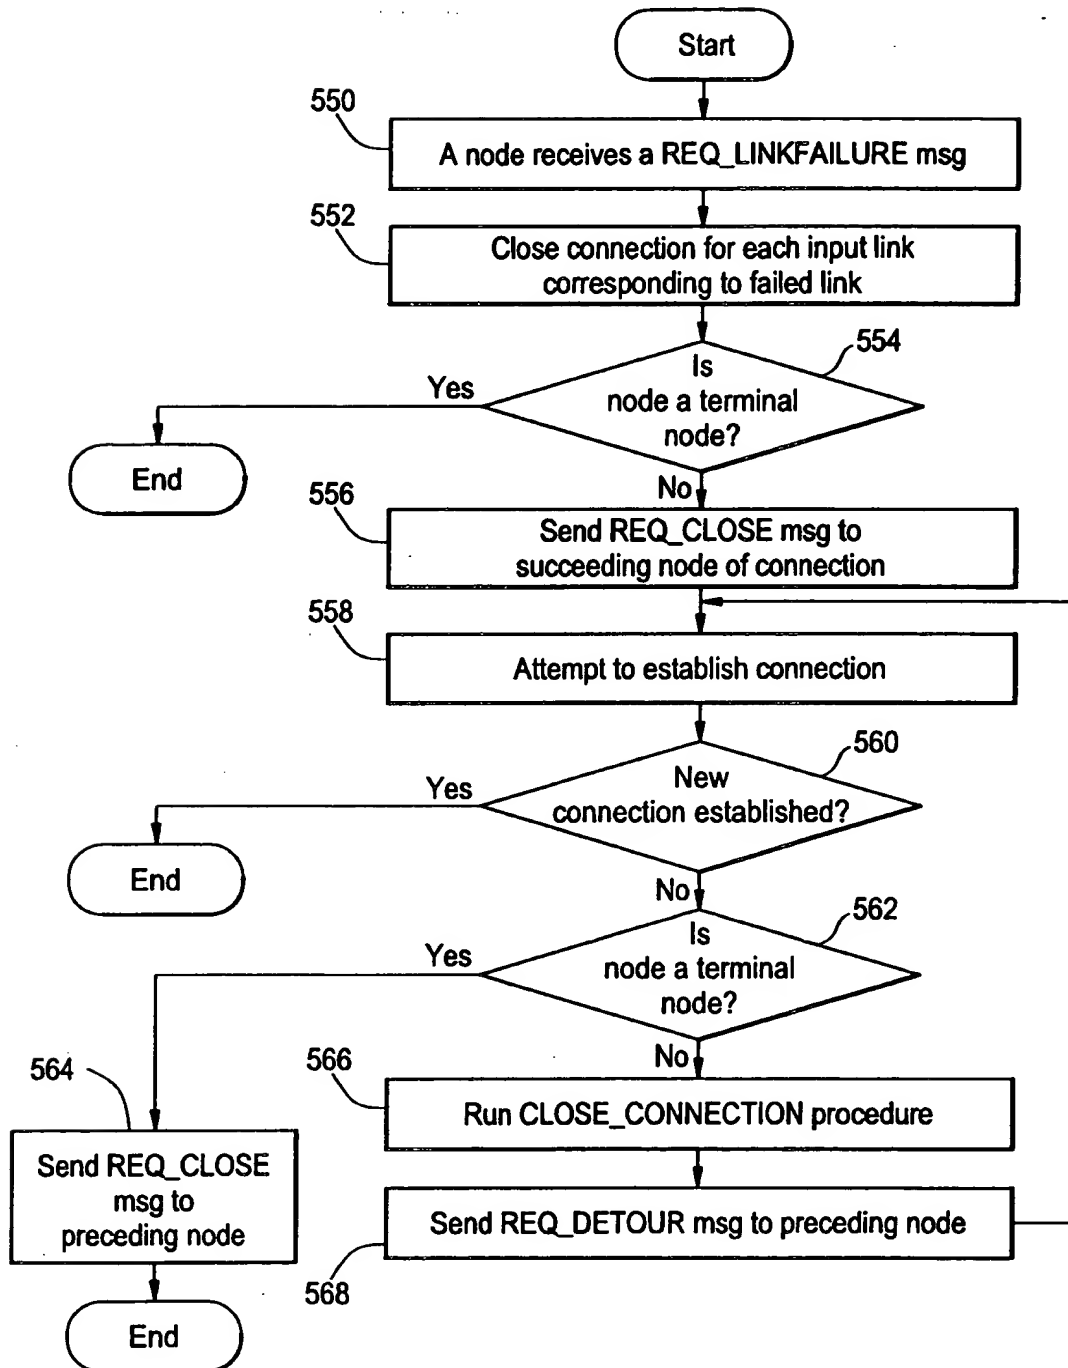 Start
550
A node receives a REQ_LINKFAILURE msg
552
Close connection for each input link
corresponding to failed link
554
Is
node a terminal
node?
Yes
End
No
556
Send REQ_CLOSE msg to
succeeding node of connection
558
Attempt to establish connection
560
New
connection established?
Yes
End
No
562
Is
node a terminal
node?
Yes
No
564
Send REQ_CLOSE
msg to
preceding node
End
566
Run CLOSE_CONNECTION procedure
Send REQ_DETOUR msg to preceding node
568